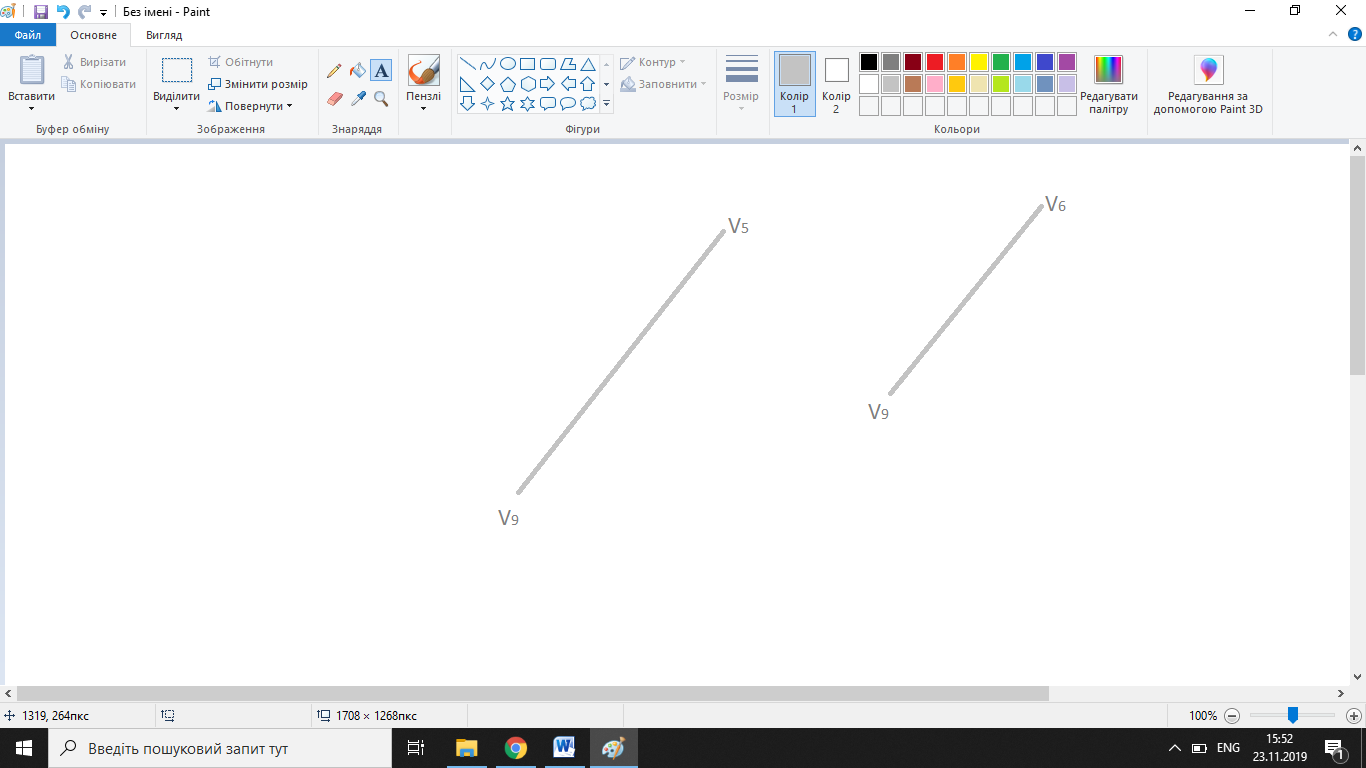 Без імені - Paint
Файл Основне Вигляд
Вставити
Вирізати
Копіювати
Буфер обміну
Виділити
Обітнути
Змінити розмір
Повернути
Зображення
A
Знаряддя
Пензлі
Контур
Заповнити
Фігури
Розмір
Колір 1
Колір 2
Кольори
Редагувати палітру
Редагування за допомогою Paint 3D
V5
V9
V6
V9
1319, 264пкс
1708 × 1268пкс
100%
Введіть пошуковий запит тут
W
ENG
15:52
23.11.2019
1